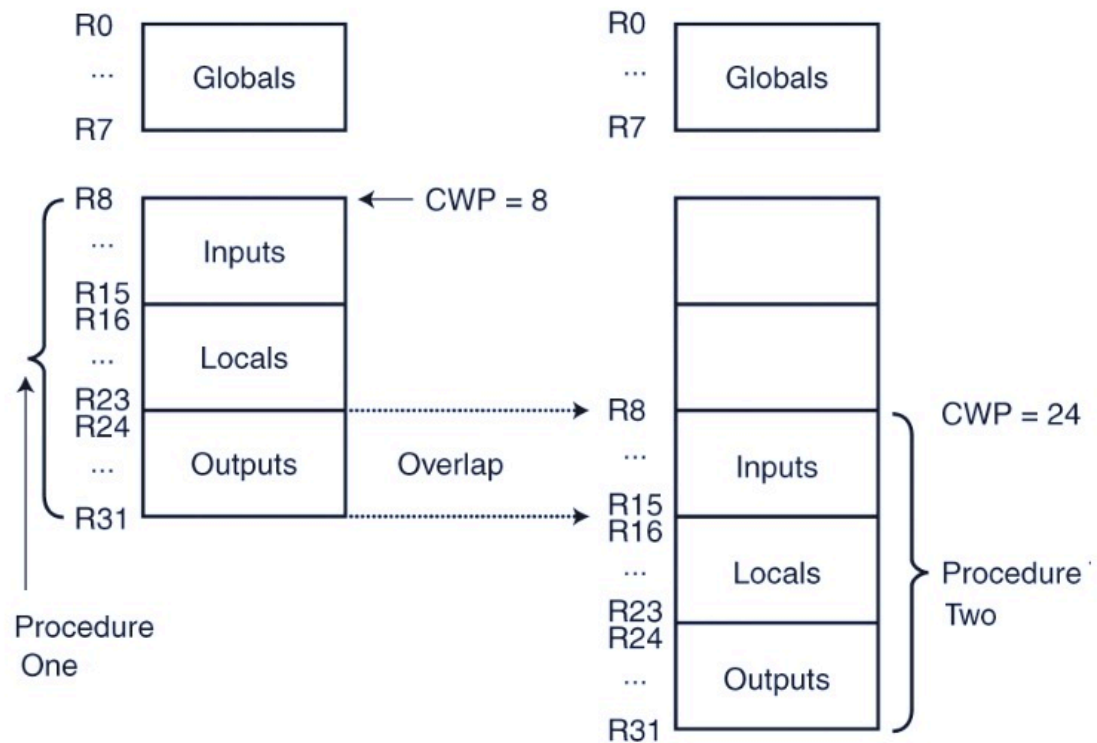 R0
...
R7
Globals
R0
...
R7
Globals
R8
...
R15
R16
...
R23
R24
...
R31
Inputs
Locals
Outputs
CWP = 8
Overlap
Procedure
One
R8
...
R15
R16
...
R23
R24
...
R31
Inputs
Locals
Outputs
CWP = 24
Procedure
Two